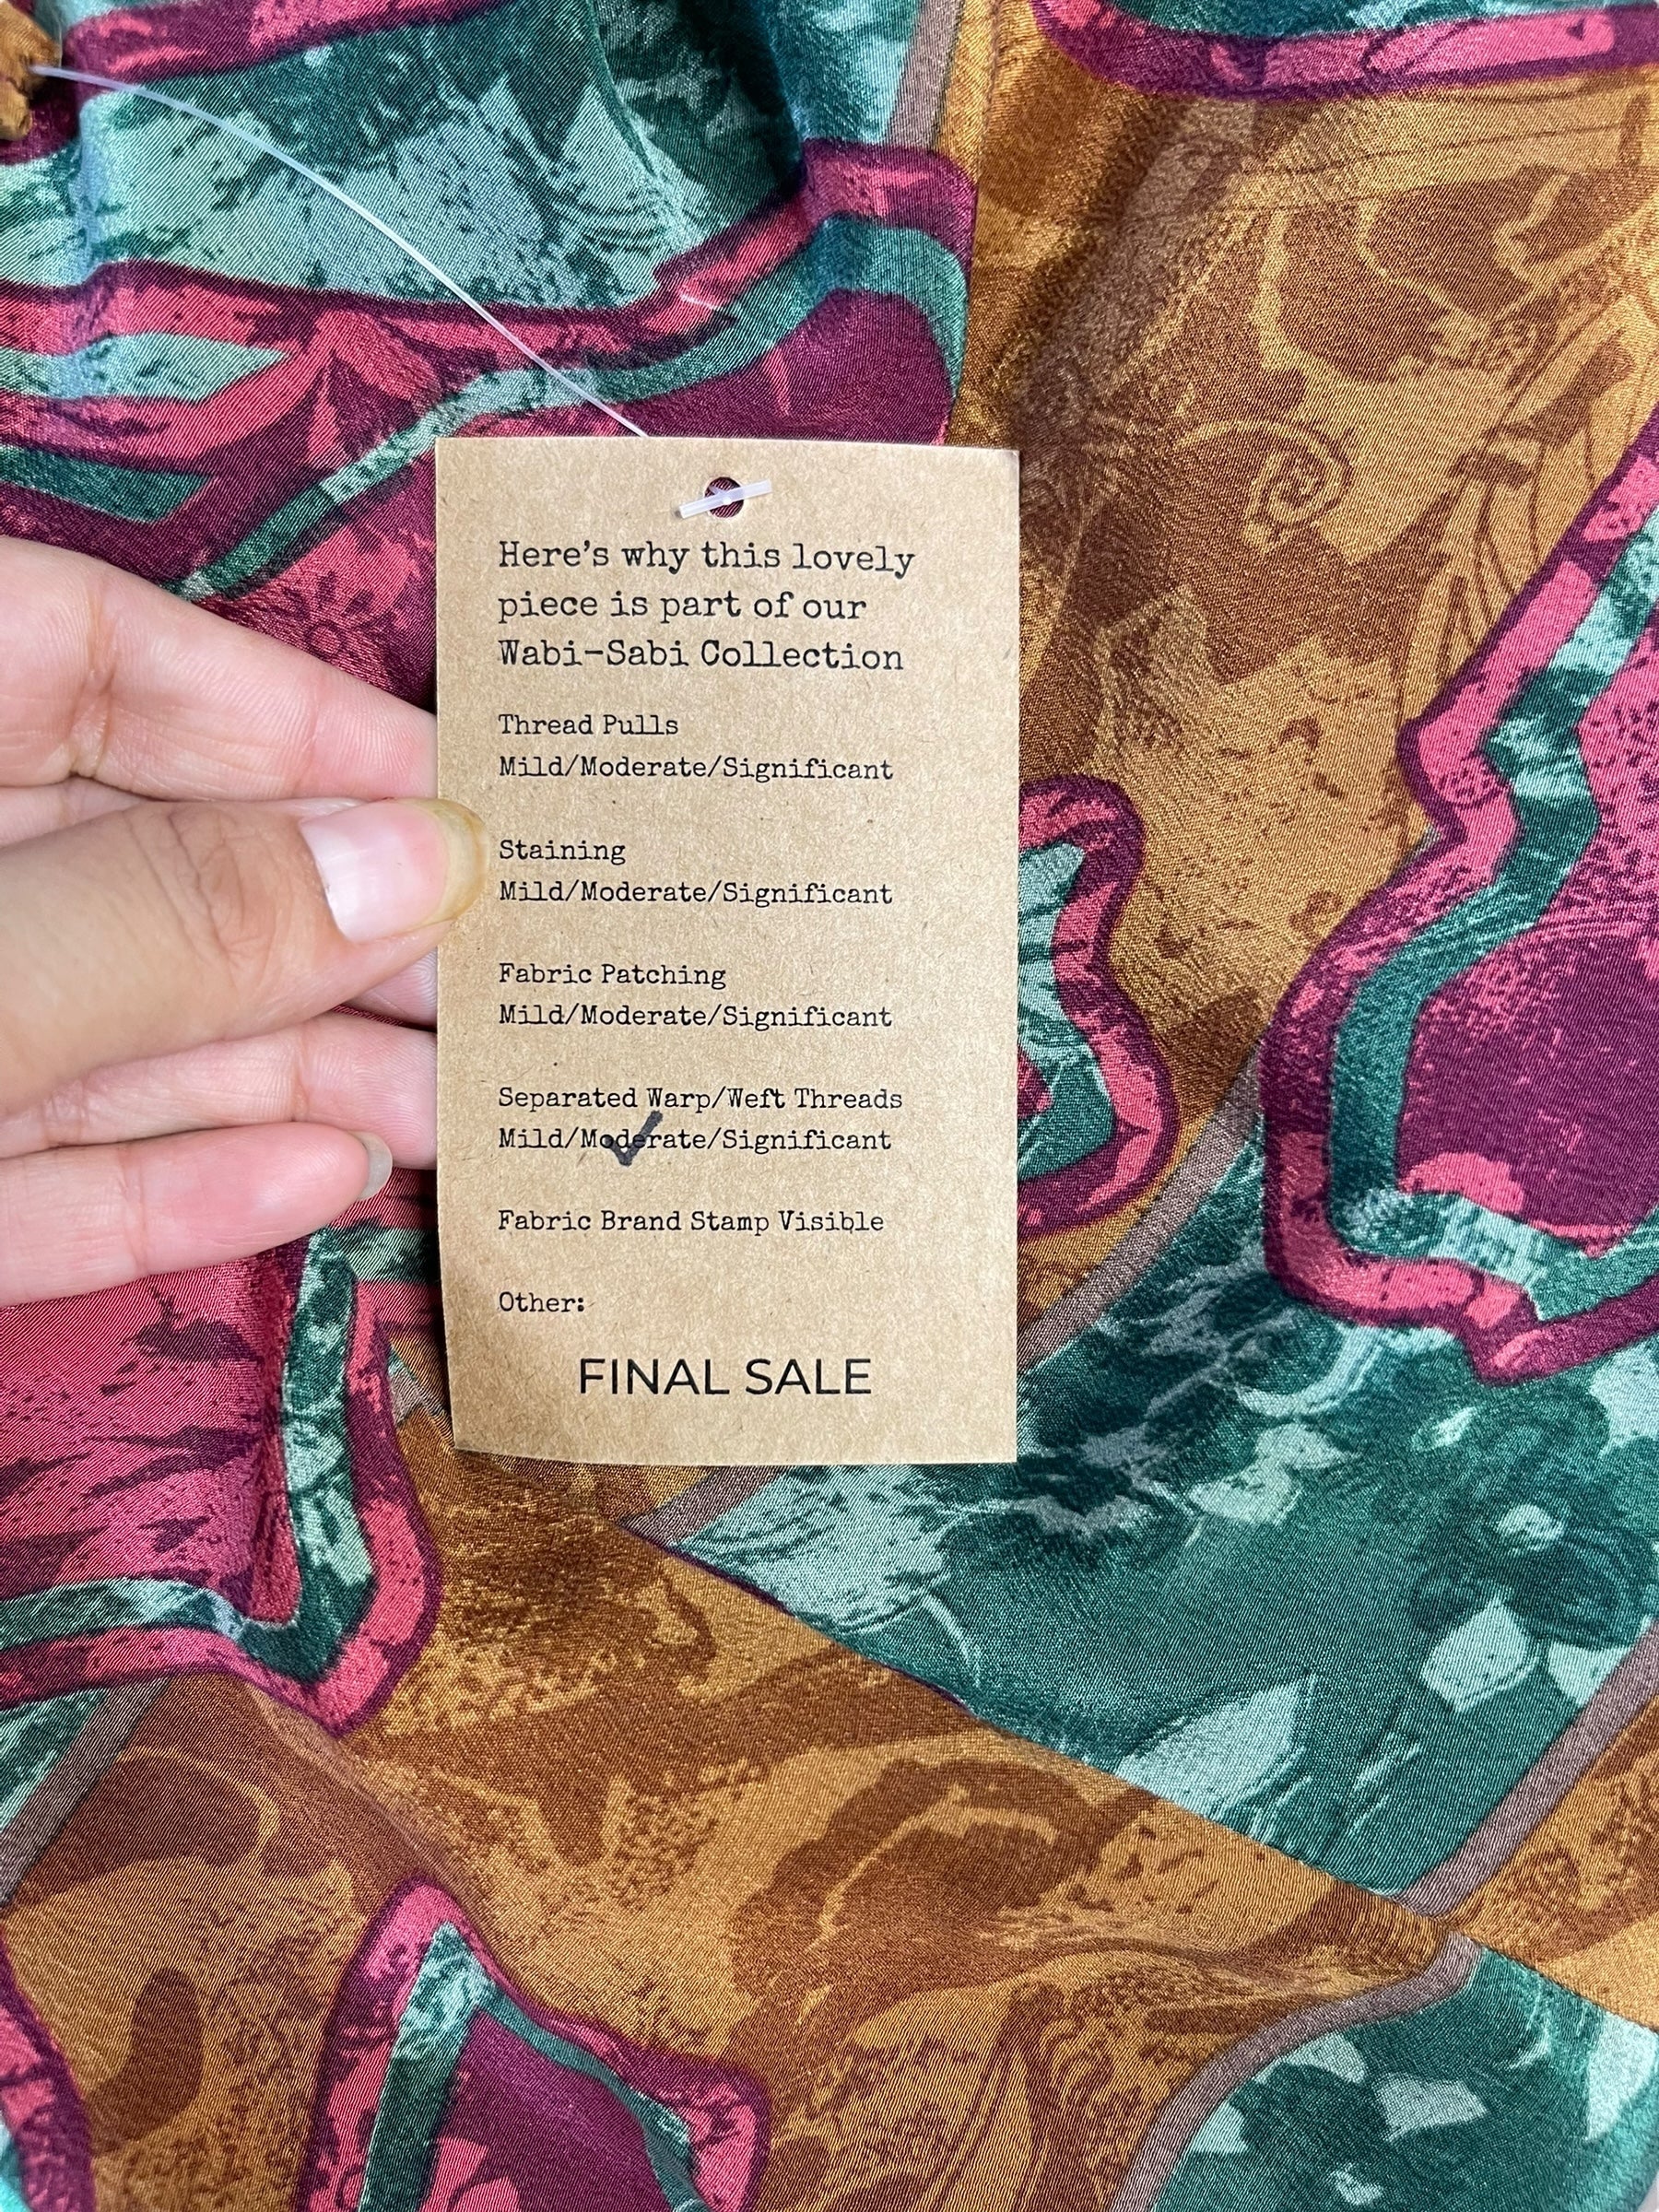 Here's why this lovely
piece is part of our
Wabi-Sabi Collection
Thread Pulls
Mild/Moderate/Significant
Staining
Mild/Moderate/Significant
Fabric Patching
Mild/Moderate/Significant
Separated Warp/Weft Threads
Mild/Moderate/Significant
Fabric Brand Stamp Visible
Other:
FINAL SALE